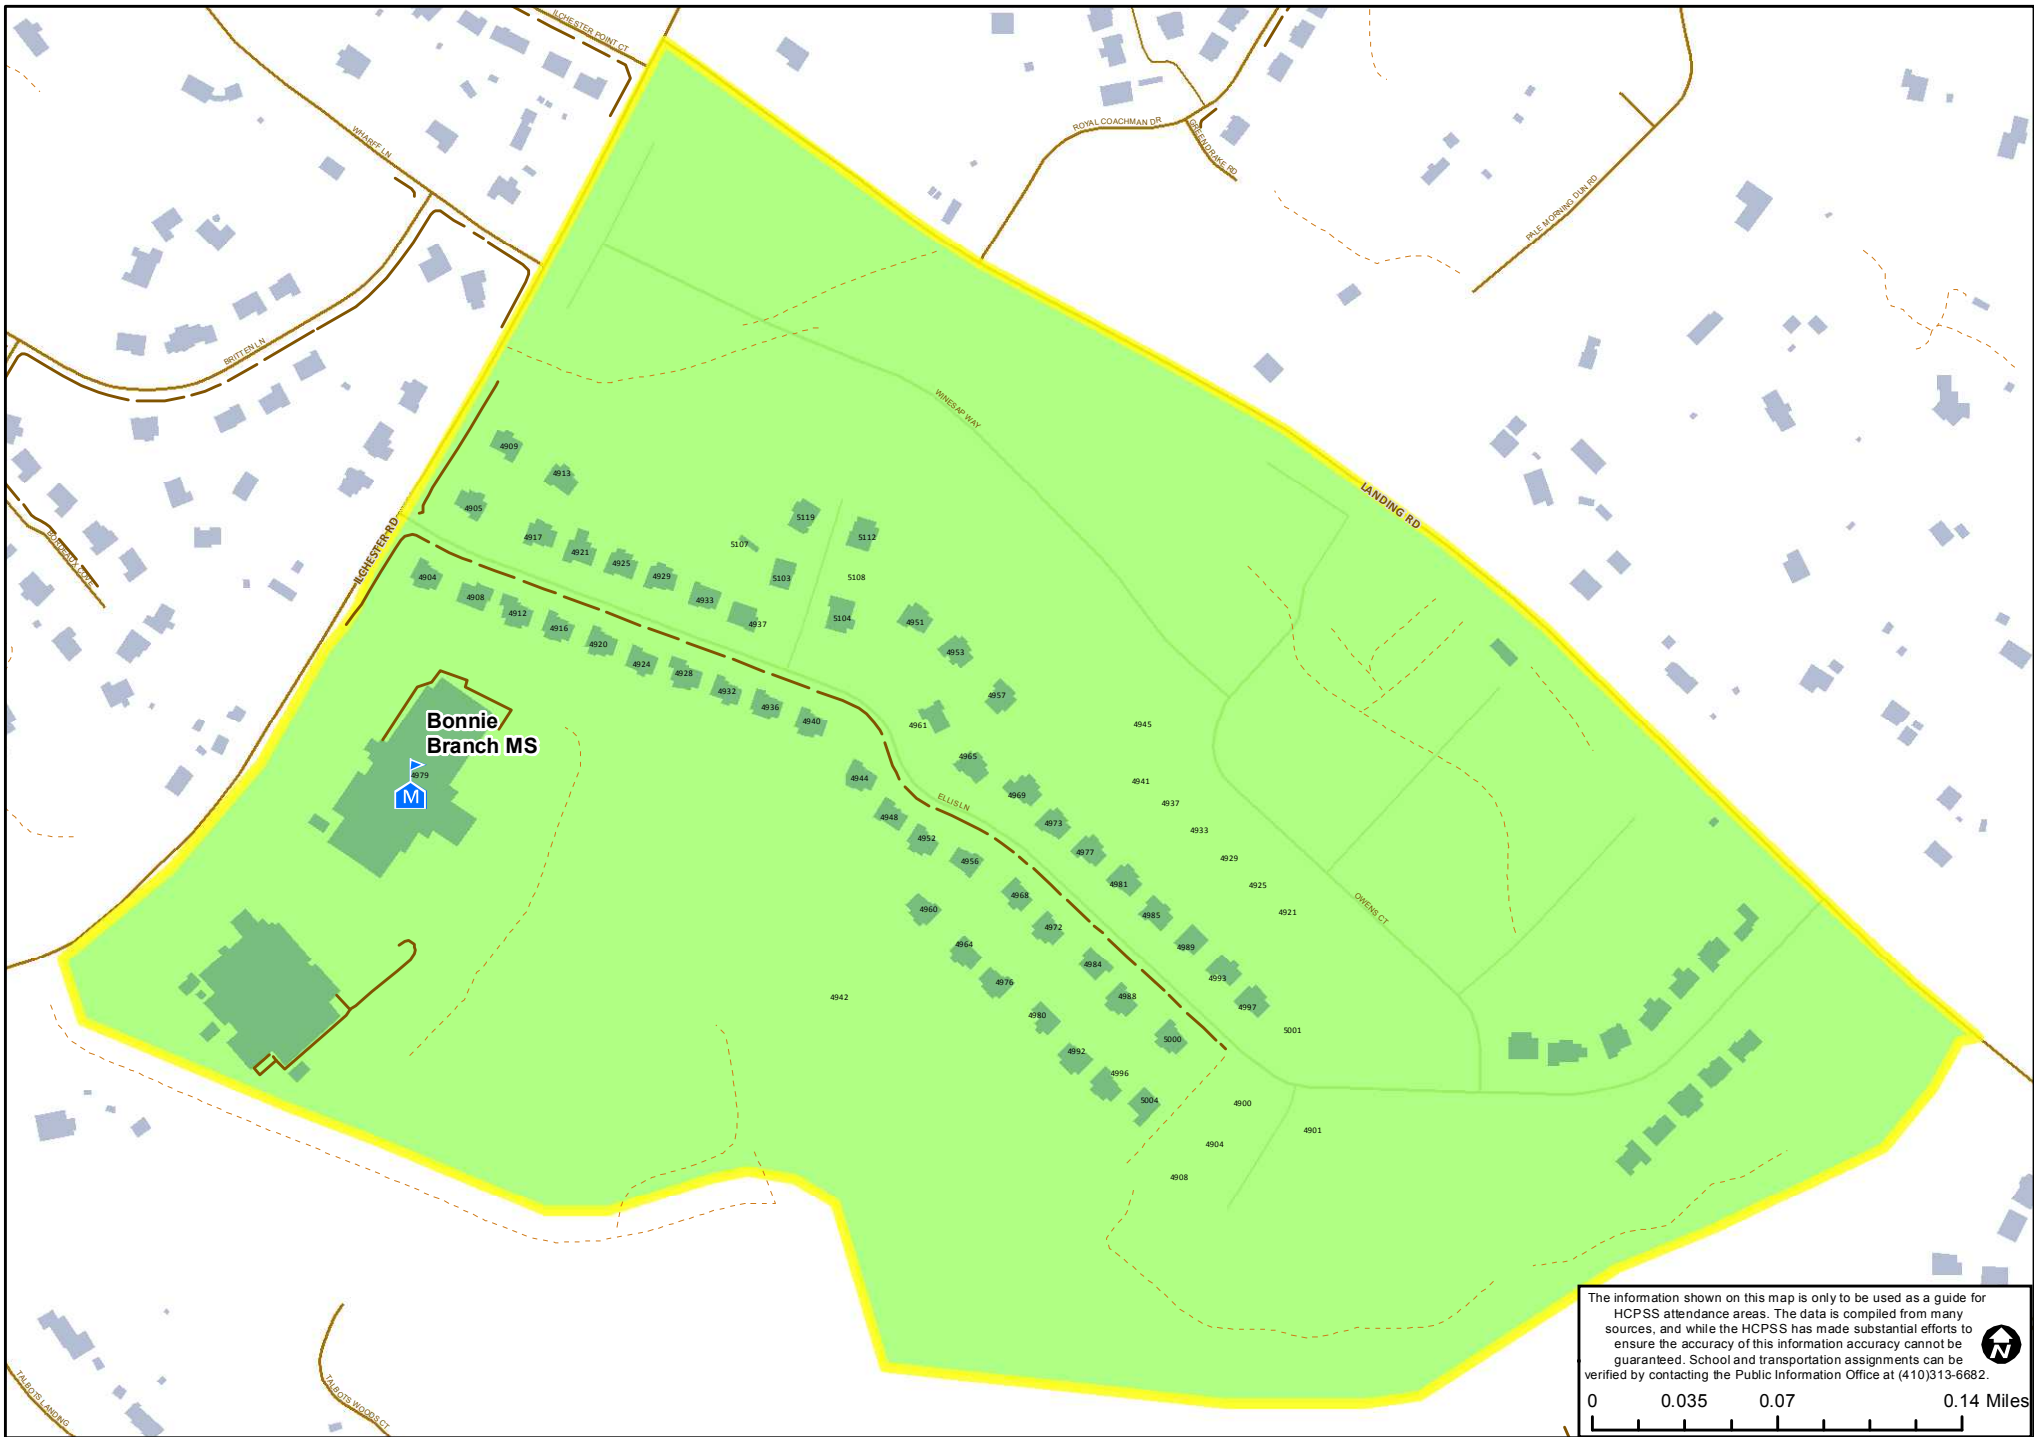 ILCHESTER POINT CT
WHARFF LN
ROYAL COACHMAN DR
GREEN DRAKE RD
PALE MORNING DUN RD
BRITTEN LN
WINESAP WAY
LANDING RD
BORDEAUX COVE
ILCHESTER RD
4909
4913
4905
4917
4921
4925
4929
4933
4937
5119
5107
5112
5103
5108
5104
4904
4908
4912
4916
4920
4924
4928
4932
4936
4940
4951
4953
4957
4961
4965
4945
4941
4937
4933
4929
4925
4921
Bonnie
Branch MS
4979
M
4944
4948
4952
4956
ELLIS LN
4969
4973
4977
4981
4985
4989
4993
4997
5001
OWENS CT
4960
4964
4968
4972
4976
4980
4984
4988
4992
4996
5000
5004
4942
4900
4901
4904
4908
TALBOTS LANDING
TALBOTS WOODS CT
The information shown on this map is only to be used as a guide for
HCPSS attendance areas. The data is compiled from many
sources, and while the HCPSS has made substantial efforts to
ensure the accuracy of this information accuracy cannot be
guaranteed. School and transportation assignments can be
verified by contacting the Public Information Office at (410)313-6682.
N
0 0.035 0.07 0.14 Miles